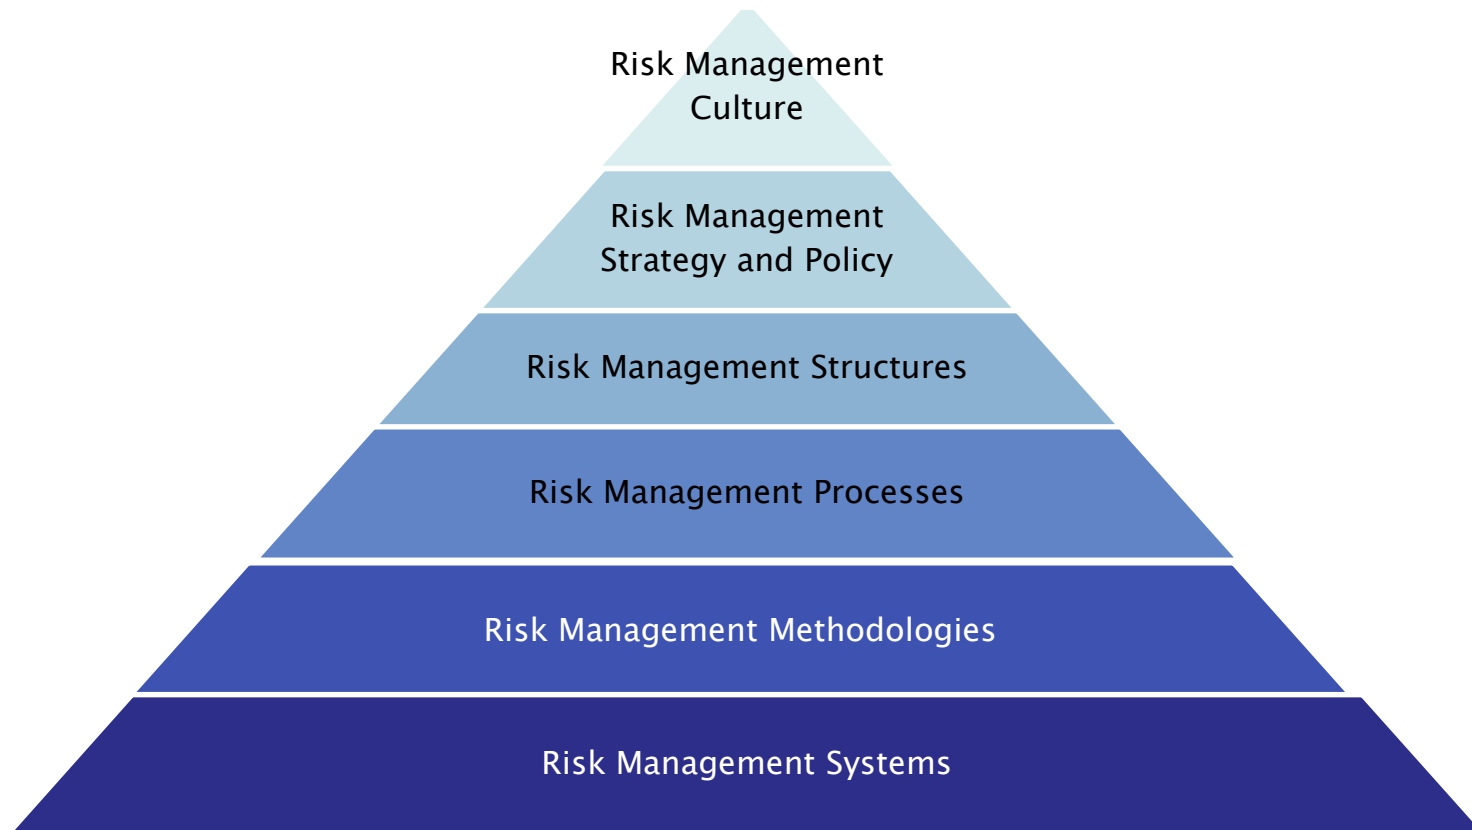 Risk Management
Culture
Risk Management
Strategy and Policy
Risk Management Structures
Risk Management Processes
Risk Management Methodologies
Risk Management Systems